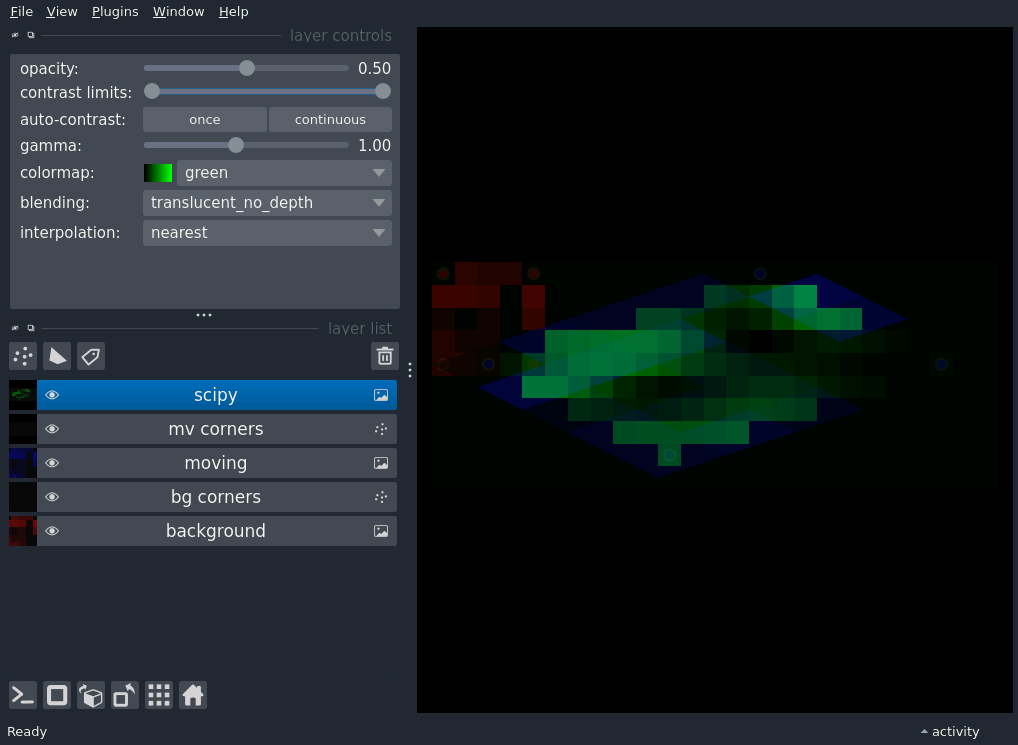 File View Plugins Window Help
layer controls
opacity: 0.50
contrast limits:
auto-contrast: once continuous
gamma: 1.00
colormap: green
blending: translucent_no_depth
interpolation: nearest
layer list
scipy
mv corners
moving
bg corners
background
Ready activity